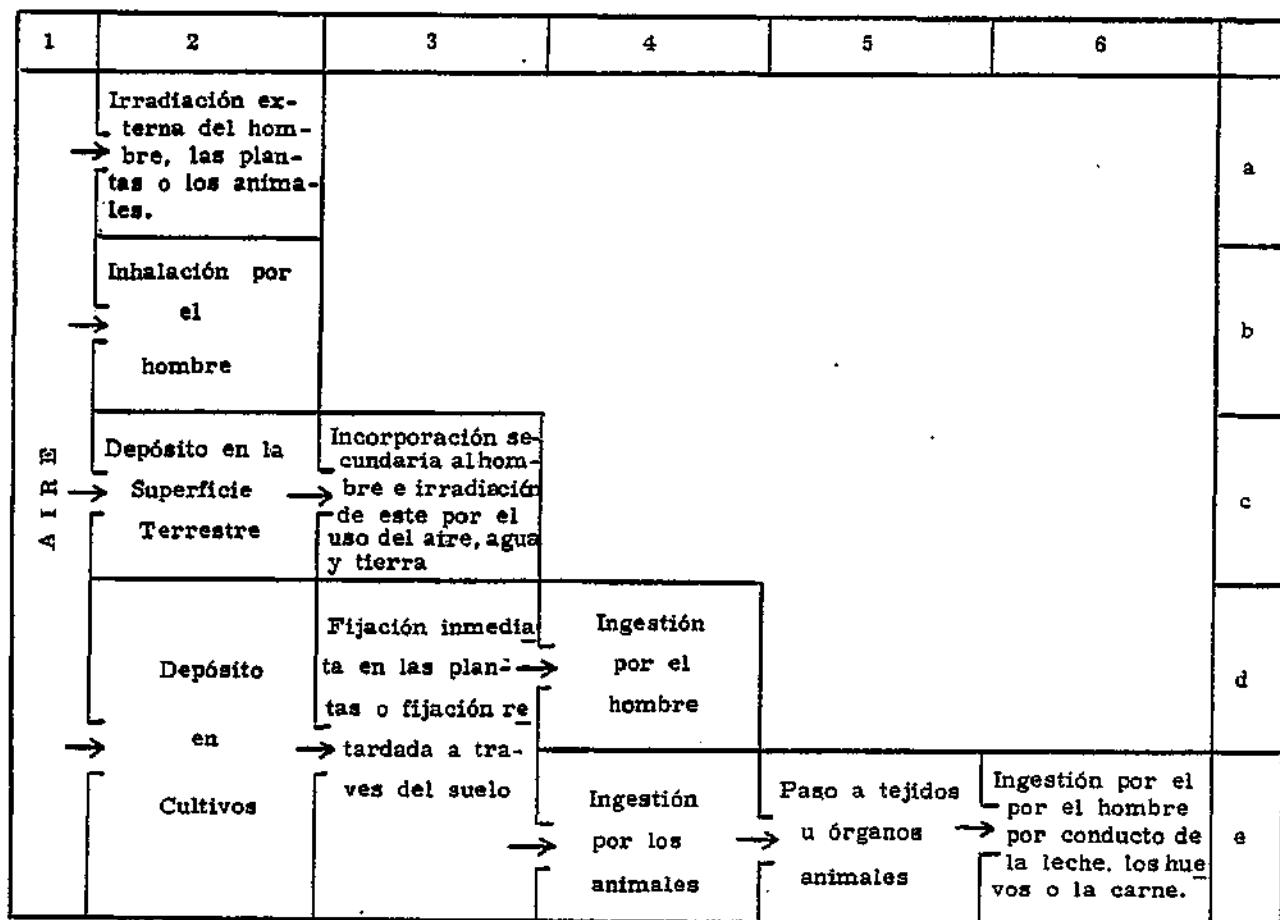 1 2 3 4 5 6
Irradiación ex-
terna del hom-
bre, las plan-
tas o los anima-
les.
a
Inhalación por
el
hombre
b
AIRE
Depósito en la
Superficie
Terrestre
Incorporación se-
cundaria alhom-
bre e irradiación
de este por el
uso del aire, agua
y tierra
c
Depósito
en
Cultivos
Fijación inmedia
ta en las plan-
tas o fijación re
tardada a tra-
ves del suelo
Ingestión
por el
hombre
d
Ingestión
por los
animales
Paso a tejidos
u órganos
animales
Ingestión por el
por el hombre
por conducto de
la leche. los hue
vos o la carne.
e